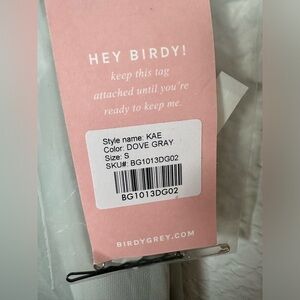 HEY BIRDY!
keep this tag
attached until you're
ready to keep me.
Style name: KAE
Color: DOVE GRAY
Size: S
SKU#: BG1013DG02
BG1013DG02
BIRDYGREY.COM